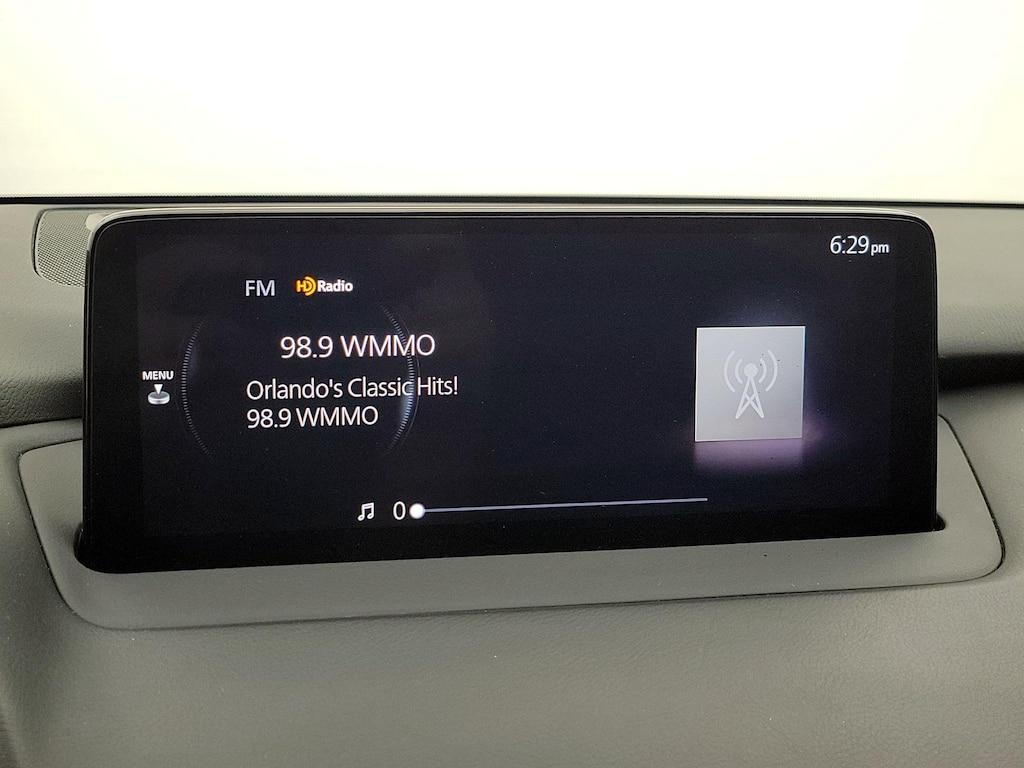 6:29pm
FM HD Radio
98.9 WMMO
MENU
Orlando's Classic Hits!
98.9 WMMO
0